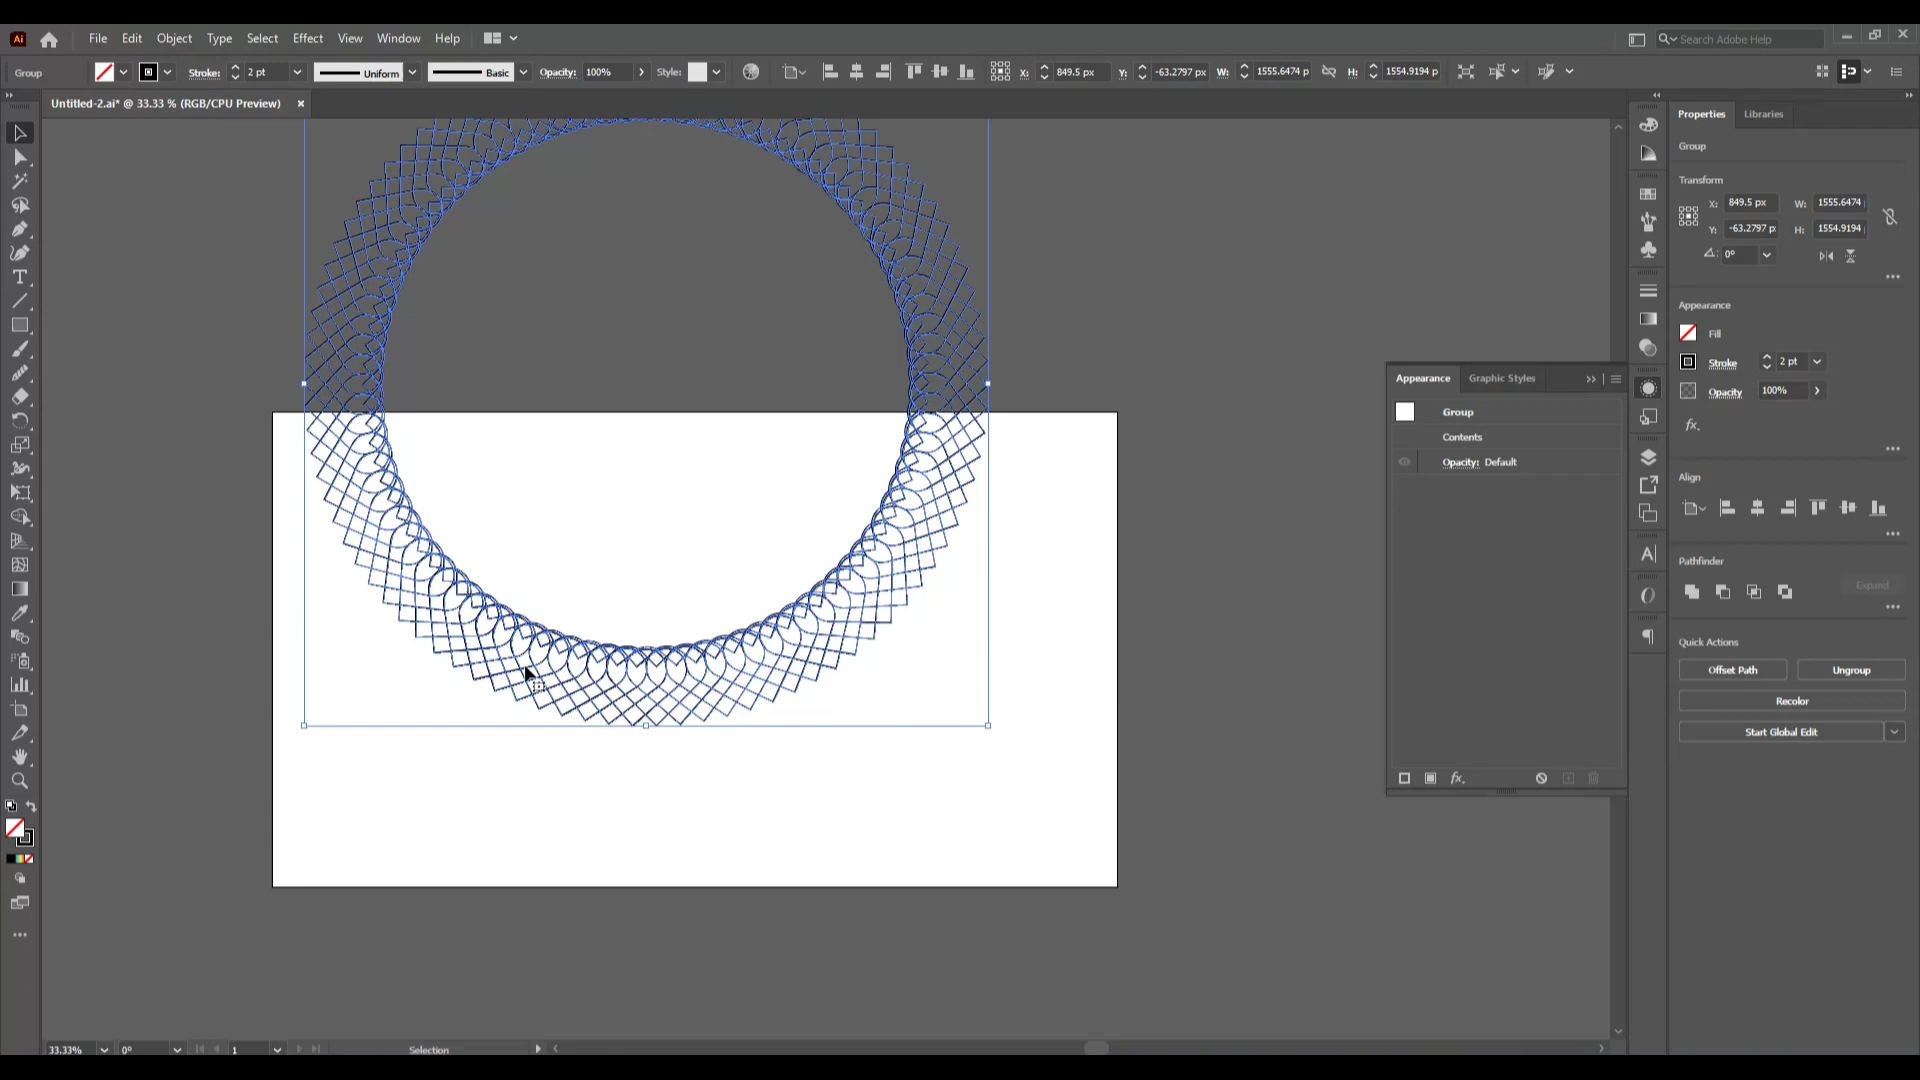 Ai File Edit Object Type Select Effect View Window Help Search Adobe Help
Group Stroke: 2 pt Uniform Basic Opacity: 100% Style: X: 849.5 px Y: -63.2797 px W: 1555.6474 p H: 1554.9194 p
Untitled-2.ai* @ 33.33 % (RGB/CPU Preview) ×
Properties Libraries
Group
Transform
X: 849.5 px W: 1555.6474
Y: -63.2797 p: H: 1554.9194
0°
Appearance
Fill
Stroke 2 pt
Opacity 100%
fx.
Appearance Graphic Styles
Group
Contents
Opacity: Default
fx.
Align
Pathfinder
Expand
Quick Actions
Offset Path Ungroup
Recolor
Start Global Edit
33.33% 0° 1 Selection